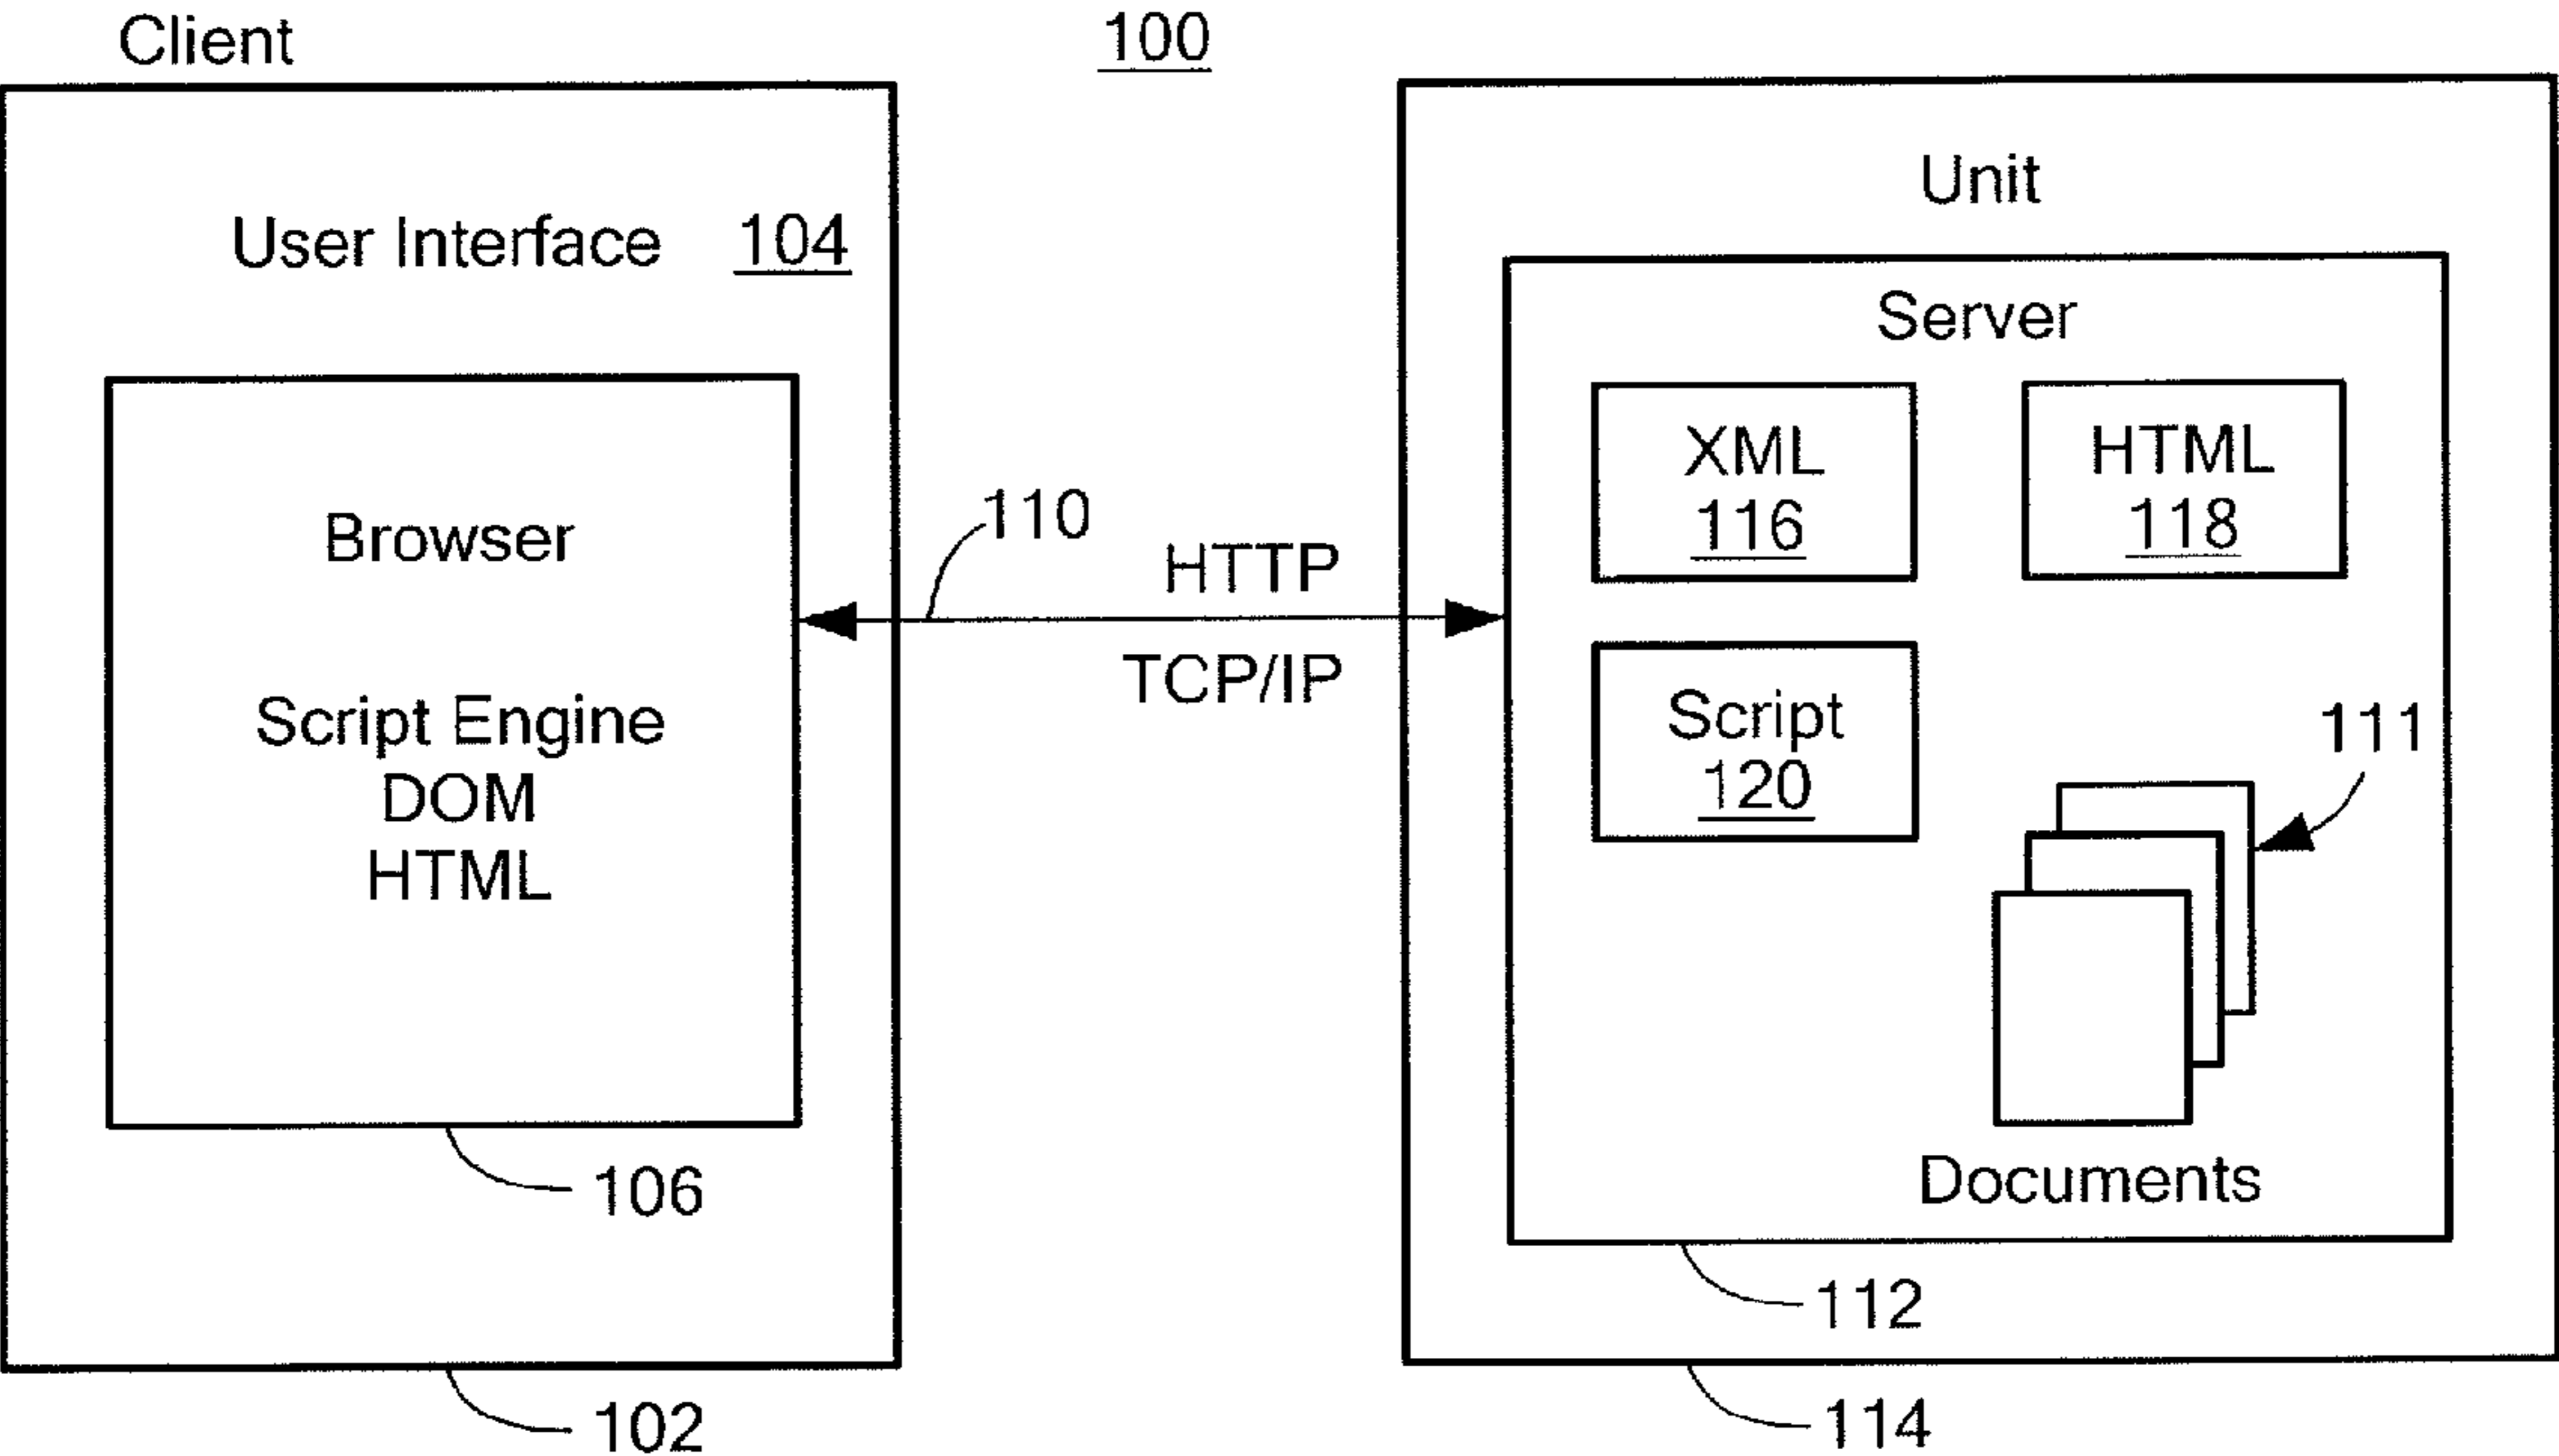 Client
100
User Interface 104
Browser
Script Engine
DOM
HTML
106
102
110
HTTP
TCP/IP
Unit
Server
XML
116
HTML
118
Script
120
111
Documents
112
114